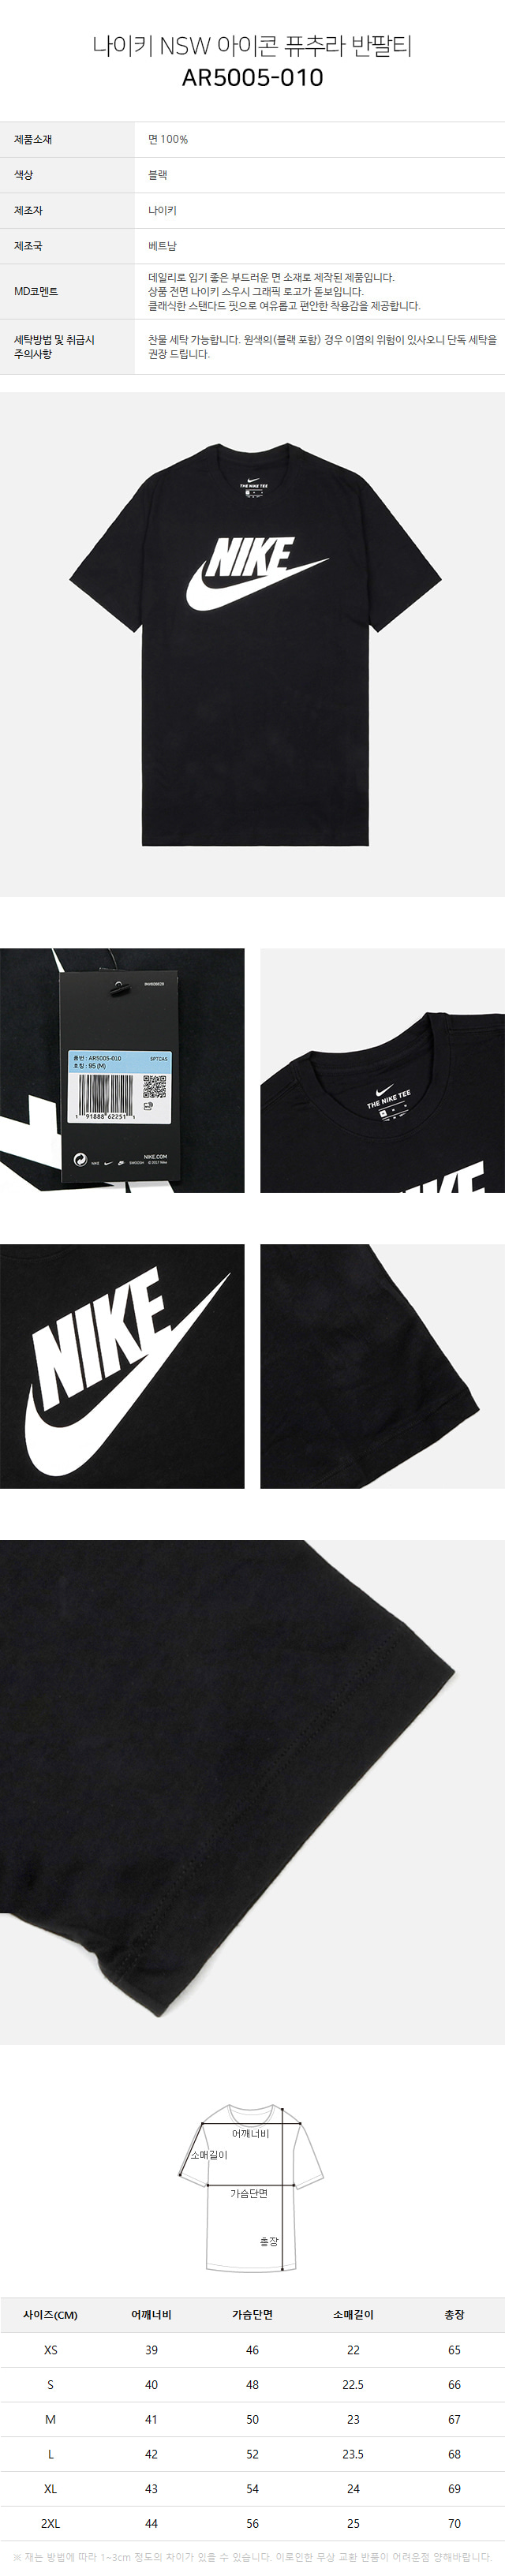 나이키 NSW 아이콘 퓨추라 반팔티
AR5005-010
제품소재 면 100%
색상 블랙
제조자 나이키
제조국 베트남
MD코멘트
데일리로 입기 좋은 부드러운 면 소재로 제작된 제품입니다.
상품 전면 나이키 스우시 그래픽 로고가 돋보입니다.
클래식한 스탠다드 핏으로 여유롭고 편안한 착용감을 제공합니다.
세탁방법 및 취급시
주의사항
찬물 세탁 가능합니다. 원색의(블랙 포함) 경우 이염의 위험이 있사오니 단독 세탁을
권장 드립니다.
THE NIKE TEE
NIKE
품번 : AR5005-010 SPTCAS
호칭 : 95 (M)
1 91888 62251 1
NIKE.COM
NIKE SWOOSH © 2017 Nike
THE NIKE TEE
NIKE
NIKE
어깨너비
소매길이
가슴단면
총장
사이즈(CM) 어깨너비 가슴단면 소매길이 총장
XS 39 46 22 65
S 40 48 22.5 66
M 41 50 23 67
L 42 52 23.5 68
XL 43 54 24 69
2XL 44 56 25 70
※ 재는 방법에 따라 1~3cm 정도의 차이가 있을 수 있습니다. 이로인한 무상 교환 반품이 어려운점 양해바랍니다.